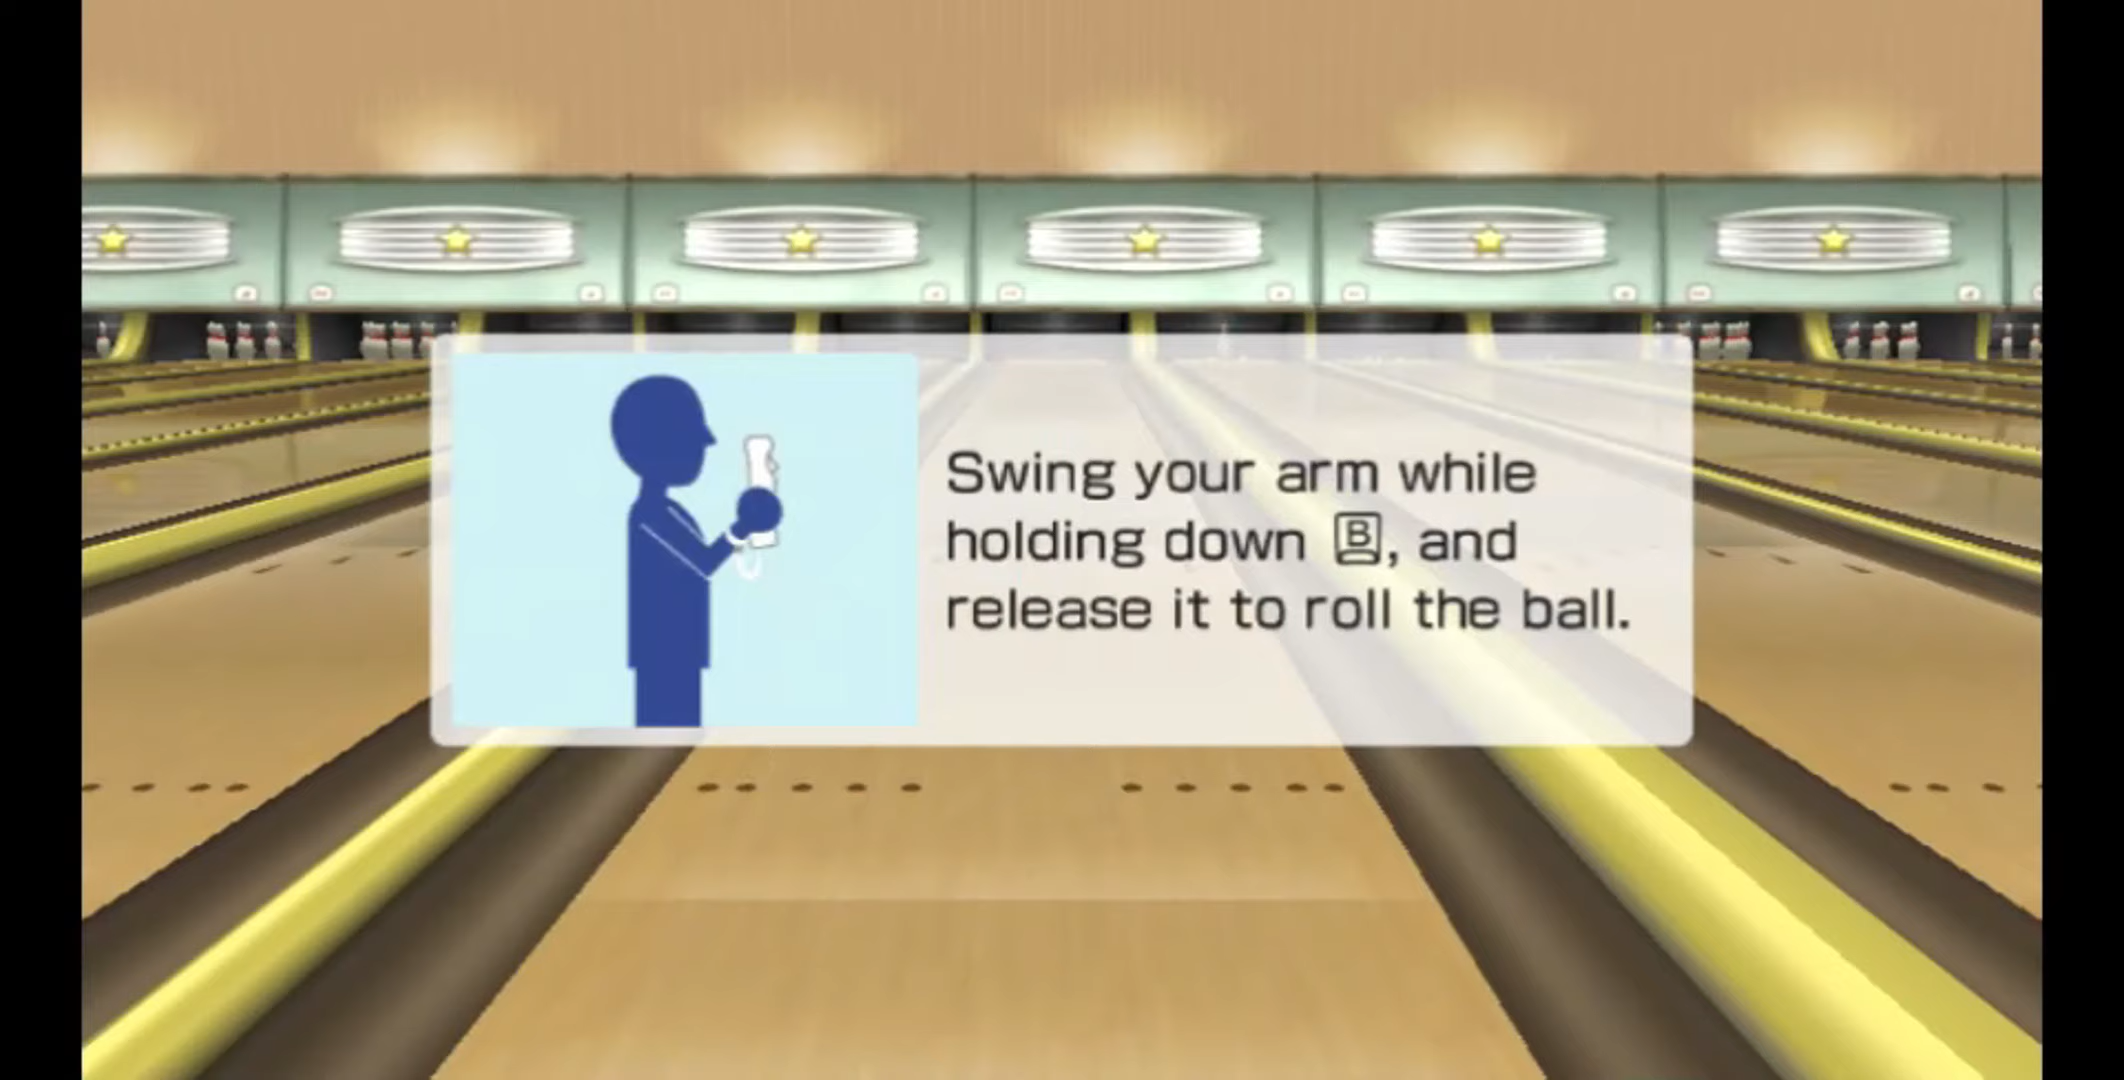 Swing your arm while
holding down B, and
release it to roll the ball.